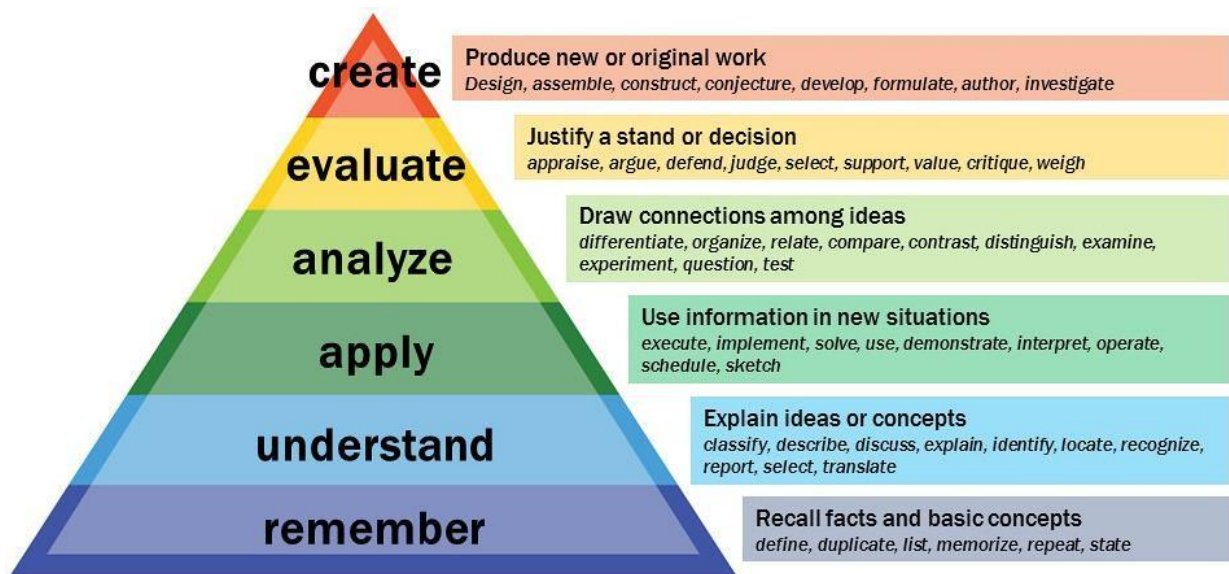 create
Produce new or original work
Design, assemble, construct, conjecture, develop, formulate, author, investigate
evaluate
Justify a stand or decision
appraise, argue, defend, judge, select, support, value, critique, weigh
analyze
Draw connections among ideas
differentiate, organize, relate, compare, contrast, distinguish, examine,
experiment, question, test
apply
Use information in new situations
execute, implement, solve, use, demonstrate, interpret, operate,
schedule, sketch
understand
Explain ideas or concepts
classify, describe, discuss, explain, identify, locate, recognize,
report, select, translate
remember
Recall facts and basic concepts
define, duplicate, list, memorize, repeat, state